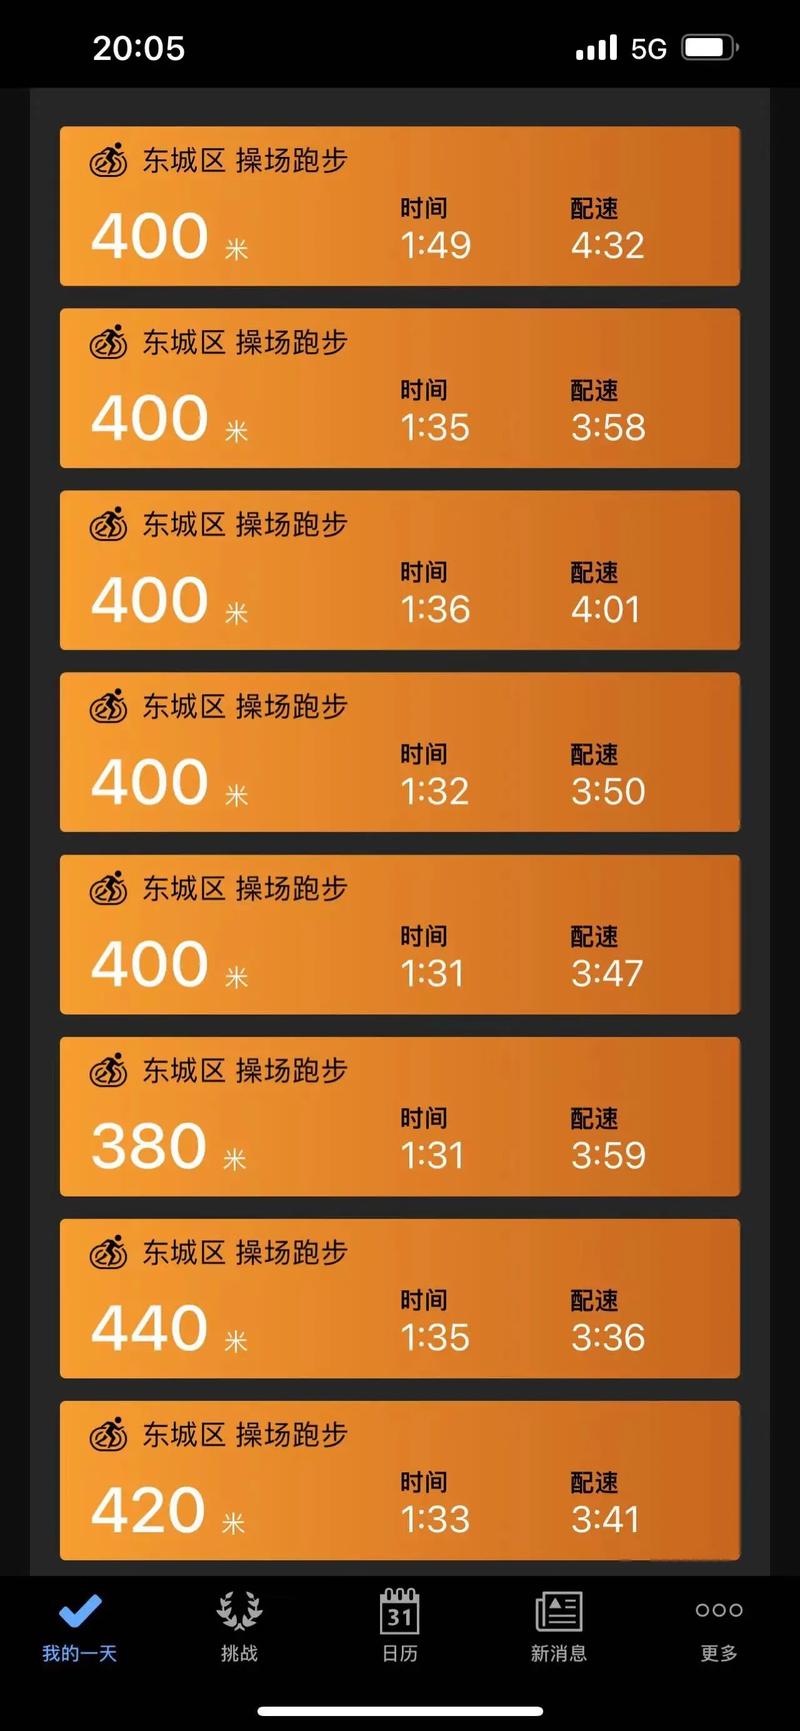 20:05 5G
东城区 操场跑步
时间 配速
400 米 1:49 4:32
东城区 操场跑步
时间 配速
400 米 1:35 3:58
东城区 操场跑步
时间 配速
400 米 1:36 4:01
东城区 操场跑步
时间 配速
400 米 1:32 3:50
东城区 操场跑步
时间 配速
400 米 1:31 3:47
东城区 操场跑步
时间 配速
380 米 1:31 3:59
东城区 操场跑步
时间 配速
440 米 1:35 3:36
东城区 操场跑步
时间 配速
420 米 1:33 3:41
31
我的一天 挑战 日历 新消息 更多